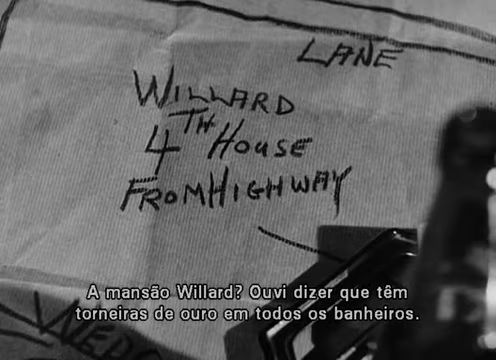 LANE
WILLARD
4TH HOUSE
FROM HIGHWAY
A mansão Willard? Ouvi dizer que têm
torneiras de ouro em todos os banheiros.